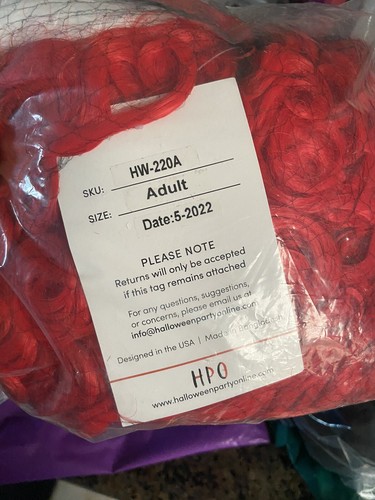 SKU: HW-220A
SIZE: Adult
Date:5-2022
PLEASE NOTE
Returns will only be accepted
if this tag remains attached
For any questions, suggestions,
or concerns, please email us at
info@halloweenpartyonline.com
Designed in the USA | Made in
HPO
www.halloweenpartyonline.com